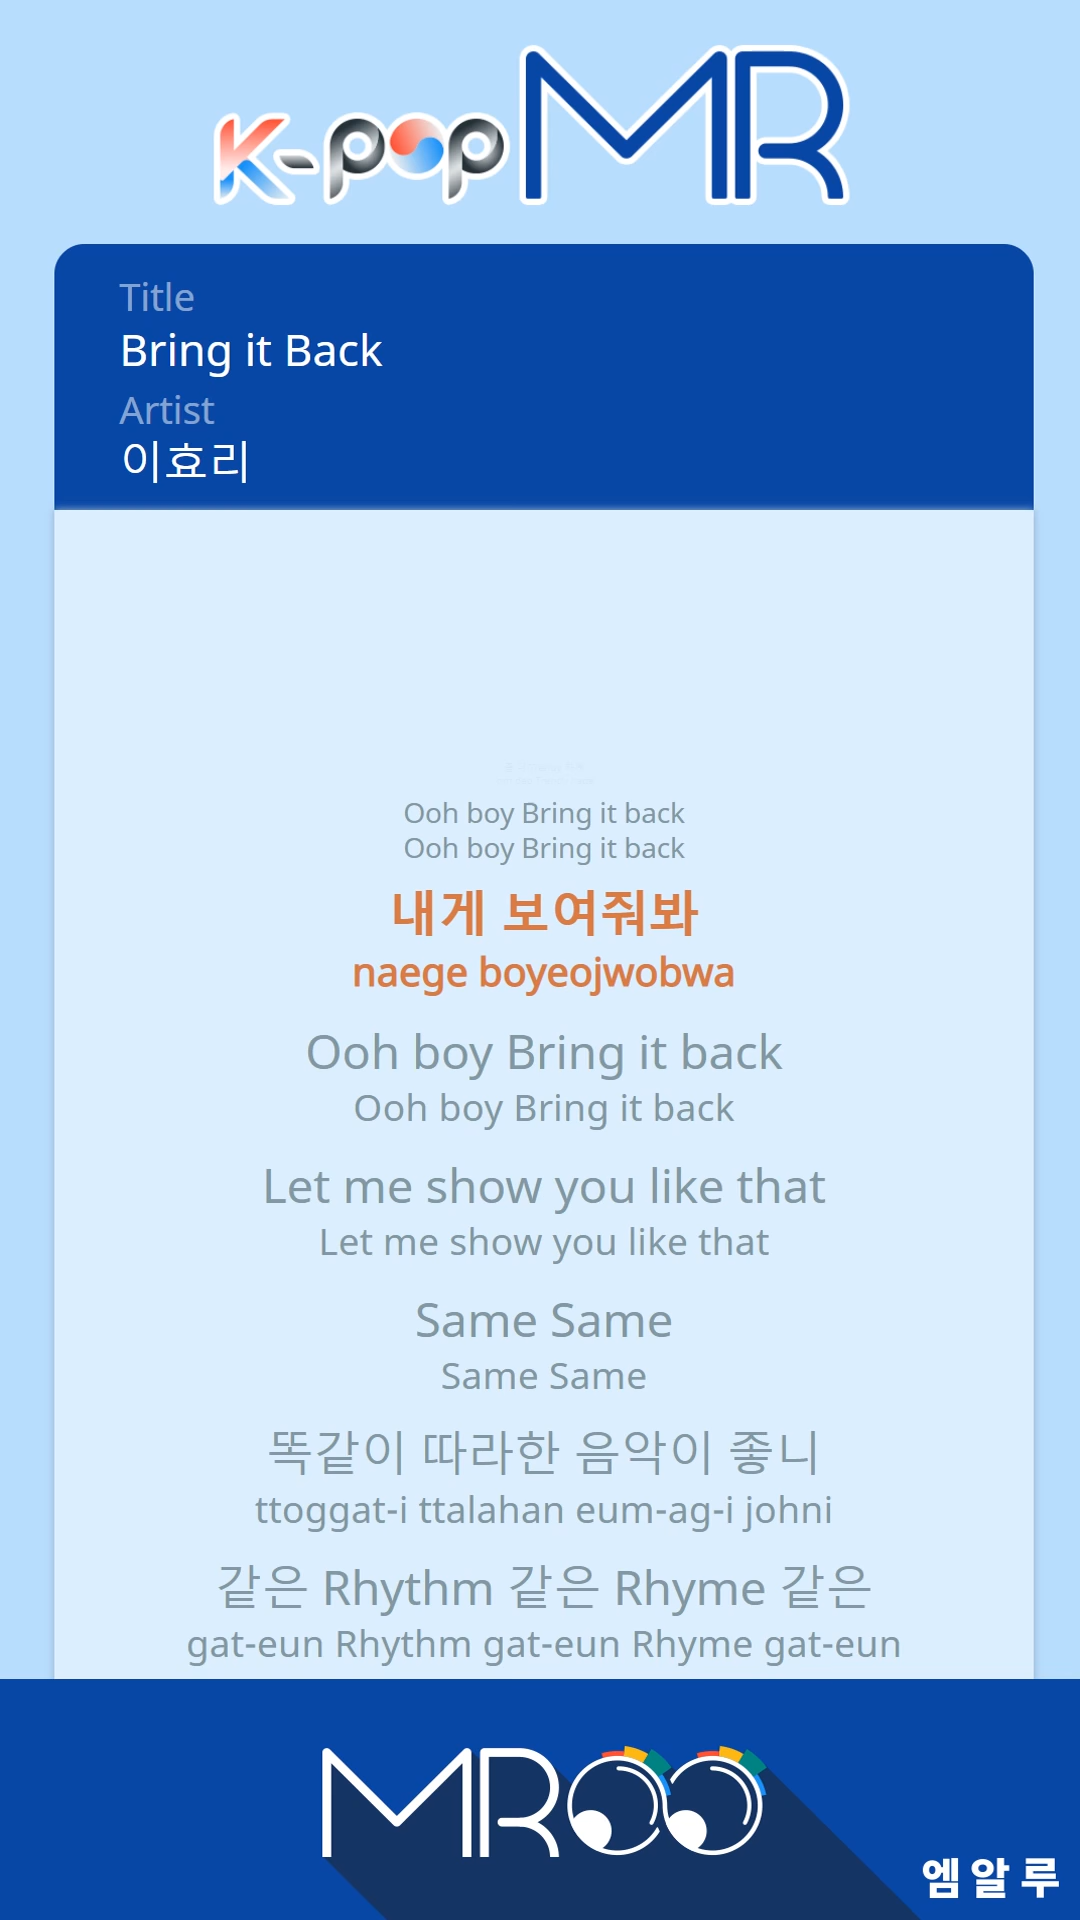 K-pop MR
Title
Bring it Back
Artist
이효리
Ooh boy Bring it back
Ooh boy Bring it back
내게 보여줘봐
naege boyeojwobwa
Ooh boy Bring it back
Ooh boy Bring it back
Let me show you like that
Let me show you like that
Same Same
Same Same
똑같이 따라한 음악이 좋니
ttoggat-i ttalahan eum-ag-i johni
같은 Rhythm 같은 Rhyme 같은
gat-eun Rhythm gat-eun Rhyme gat-eun
MROO
엠알루